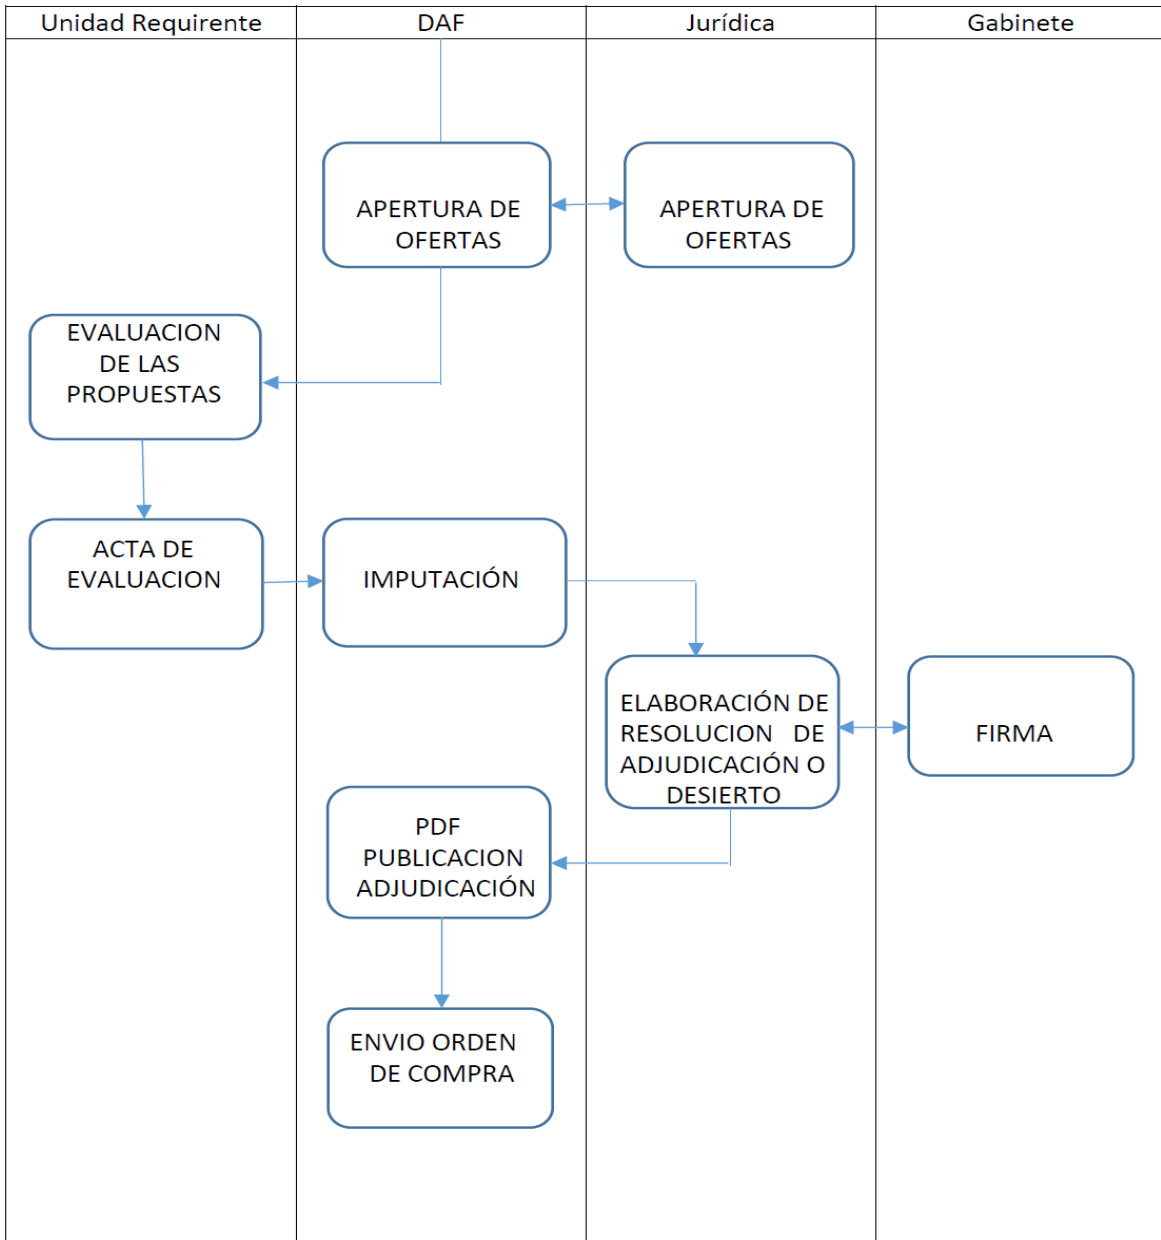 Unidad Requirente
DAF
Jurídica
Gabinete
APERTURA DE
OFERTAS
APERTURA DE
OFERTAS
EVALUACION
DE LAS
PROPUESTAS
ACTA DE
EVALUACION
IMPUTACIÓN
ELABORACIÓN DE
RESOLUCION DE
ADJUDICACIÓN O
DESIERTO
FIRMA
PDF
PUBLICACION
ADJUDICACIÓN
ENVIO ORDEN
DE COMPRA